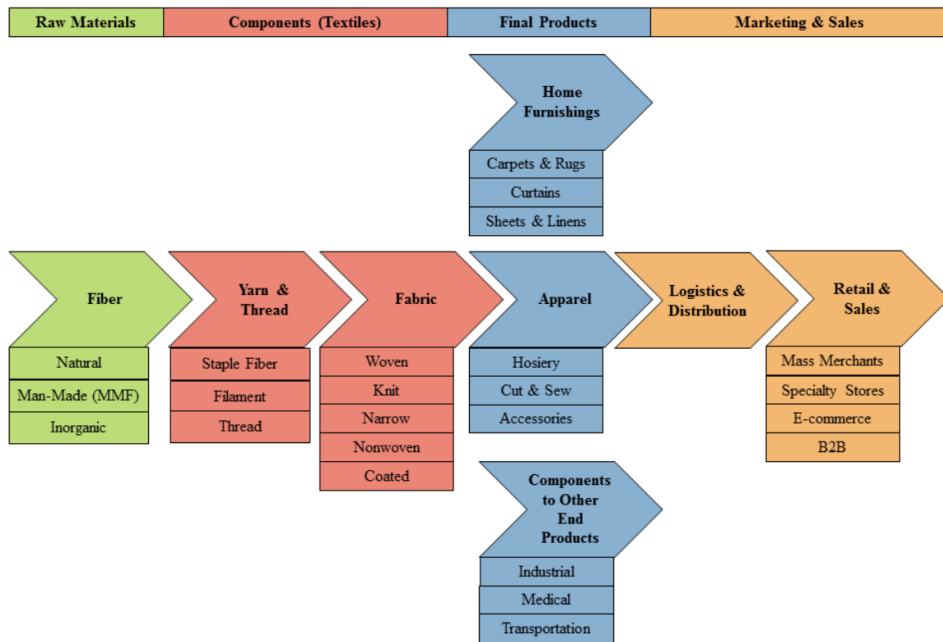 Raw Materials
Components (Textiles)
Final Products
Marketing & Sales
Home
Furnishings
Carpets & Rugs
Curtains
Sheets & Linens
Fiber
Natural
Man-Made (MMF)
Inorganic
Yarn &
Thread
Staple Fiber
Filament
Thread
Fabric
Woven
Knit
Narrow
Nonwoven
Coated
Apparel
Hosiery
Cut & Sew
Accessories
Logistics &
Distribution
Retail &
Sales
Mass Merchants
Specialty Stores
E-commerce
B2B
Components
to Other
End
Products
Industrial
Medical
Transportation